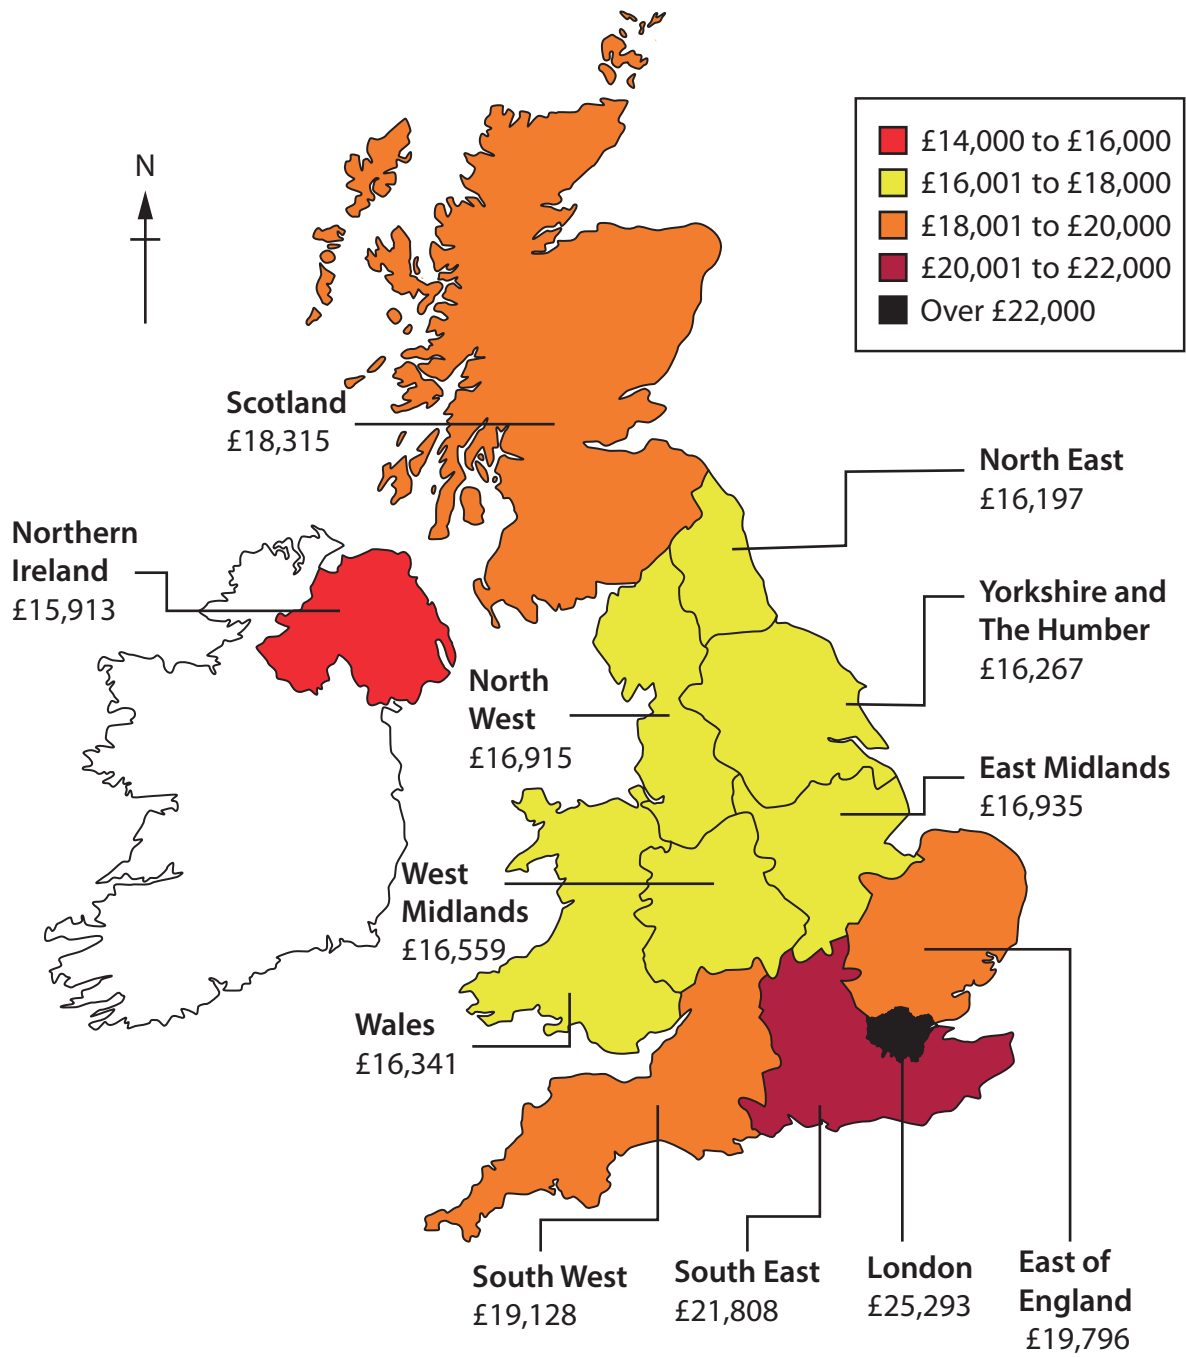 N
£14,000 to £16,000
£16,001 to £18,000
£18,001 to £20,000
£20,001 to £22,000
Over £22,000
Scotland
£18,315
North East
£16,197
Northern
Ireland
£15,913
Yorkshire and
The Humber
£16,267
North
West
£16,915
East Midlands
£16,935
West
Midlands
£16,559
Wales
£16,341
South West
£19,128
South East
£21,808
London
£25,293
East of
England
£19,796